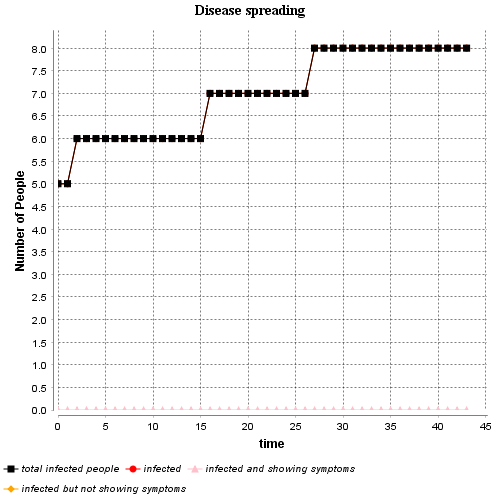 Disease spreading
8.0
7.5
7.0
6.5
6.0
5.5
5.0
4.5
4.0
3.5
3.0
2.5
2.0
1.5
1.0
0.5
0.0
Number of People
0 5 10 15 20 25 30 35 40 45
time
total infected people infected infected and showing symptoms
infected but not showing symptoms